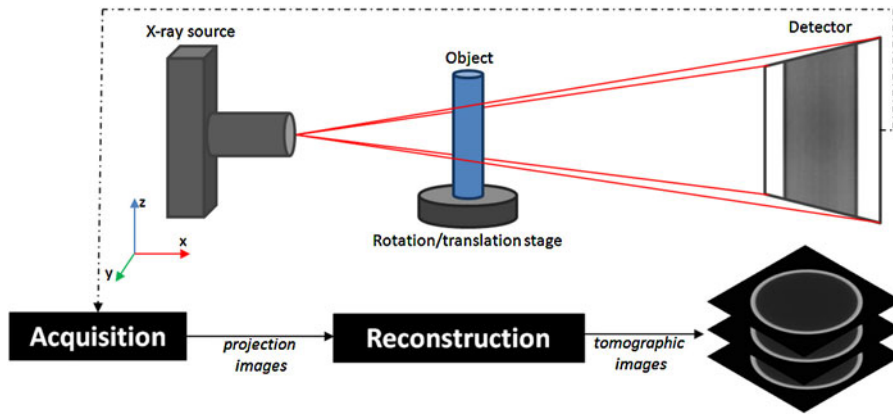 X-ray source
Object
Detector
z
x
y
Rotation/translation stage
Acquisition
projection
images
Reconstruction
tomographic
images